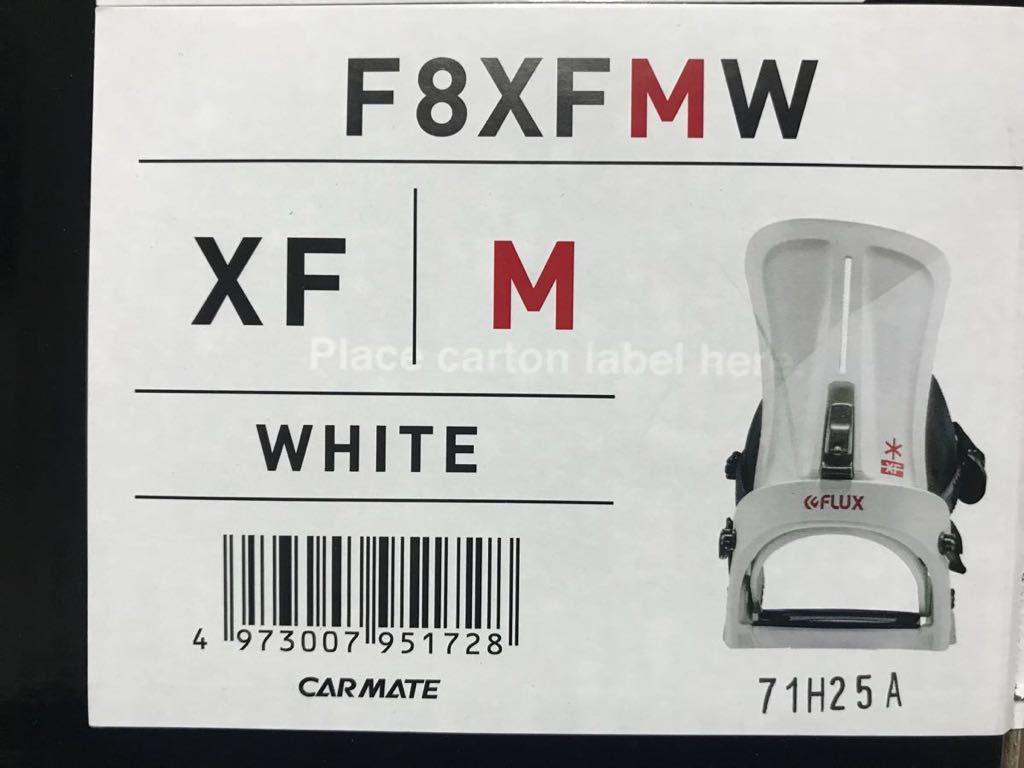 F8XFMW
XF M
Place carton label here.
WHITE
FLUX
4 973007 951728
CARMATE
71H25A